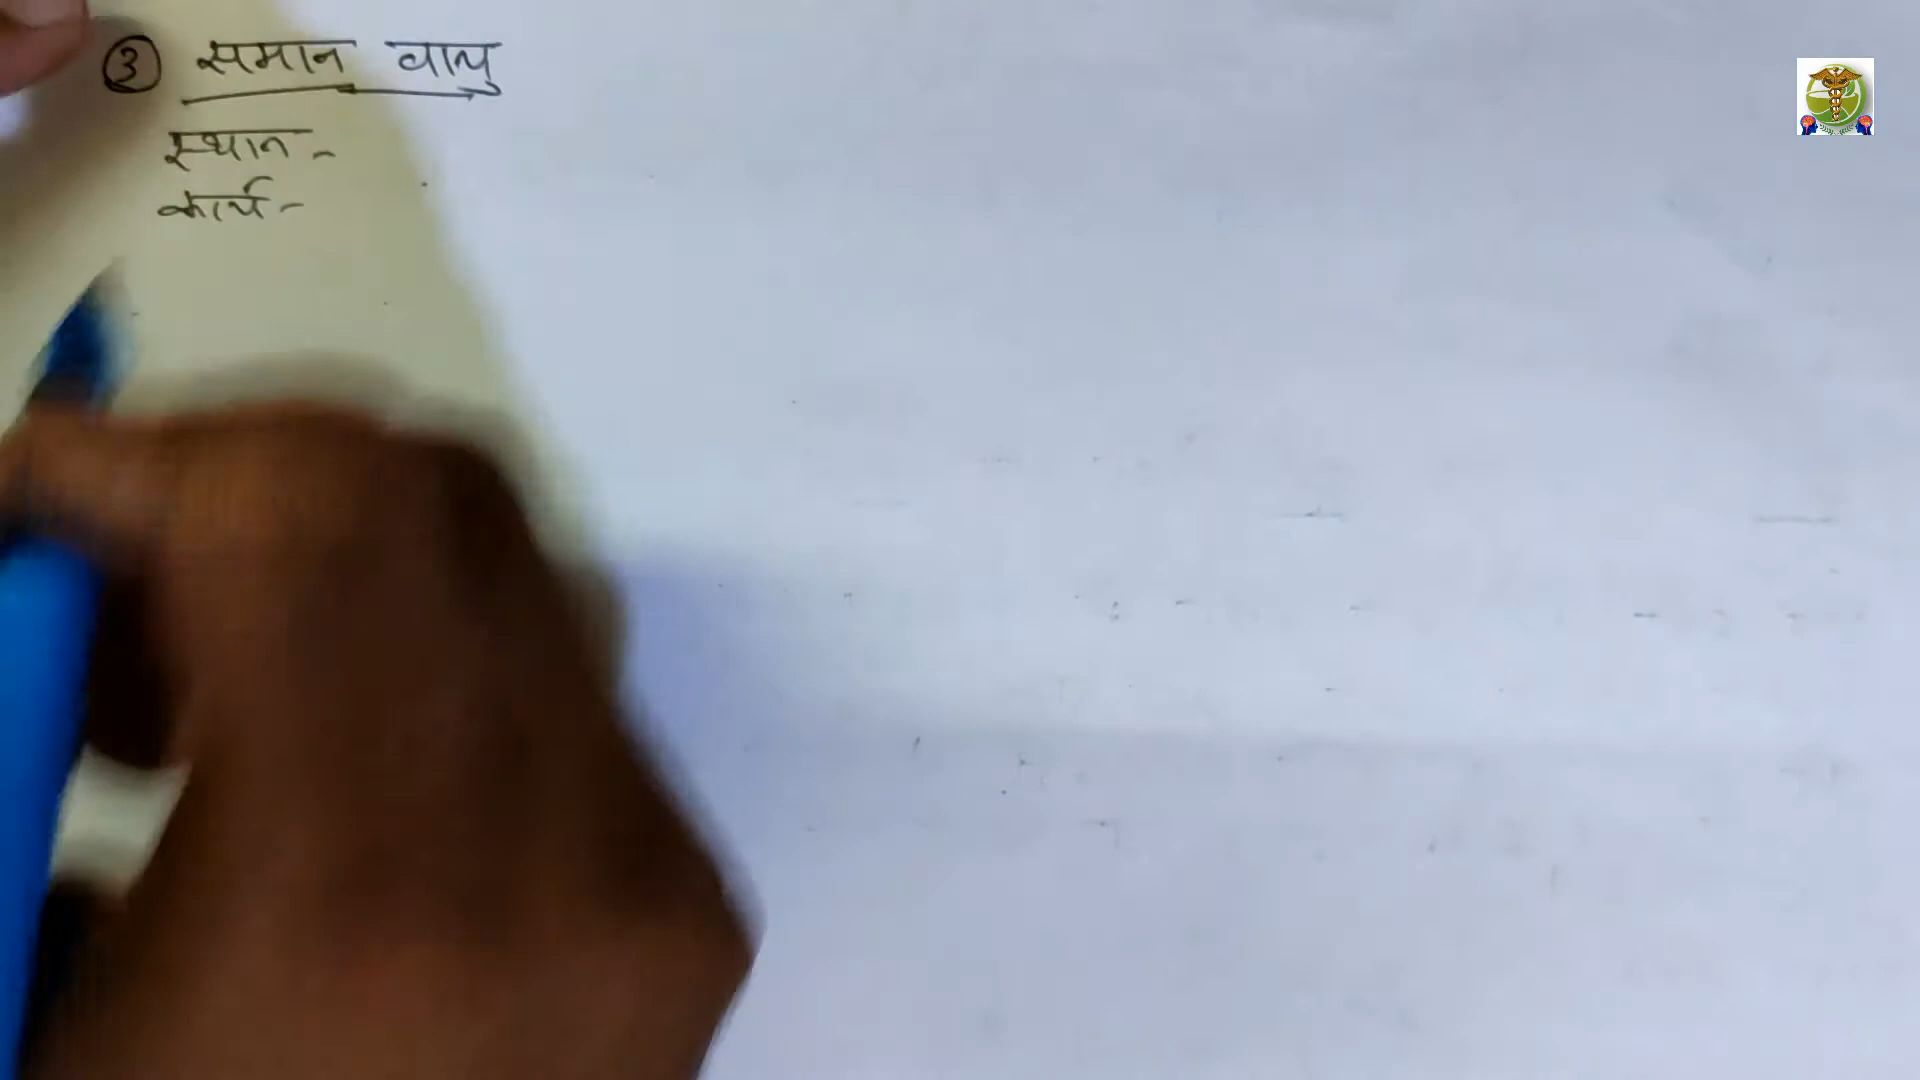 ③ समान वायु
स्थान -
कार्य -